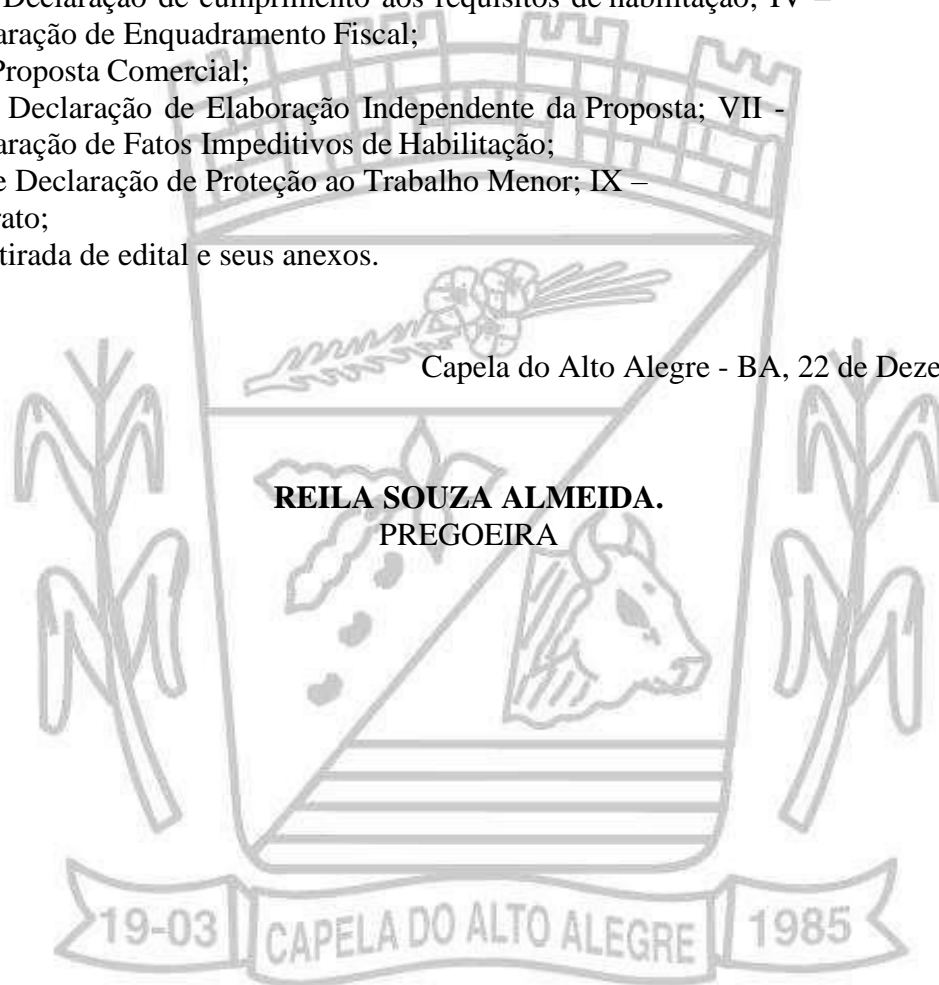 Declaração de cumprimento aos requisitos de habilitação; IV –
aração de Enquadramento Fiscal;
Proposta Comercial;
Declaração de Elaboração Independente da Proposta; VII -
aração de Fatos Impeditivos de Habilitação;
e Declaração de Proteção ao Trabalho Menor; IX –
rato;
tirada de edital e seus anexos.
Capela do Alto Alegre - BA, 22 de Deze
REILA SOUZA ALMEIDA.
PREGOEIRA
19-03 CAPELA DO ALTO ALEGRE 1985